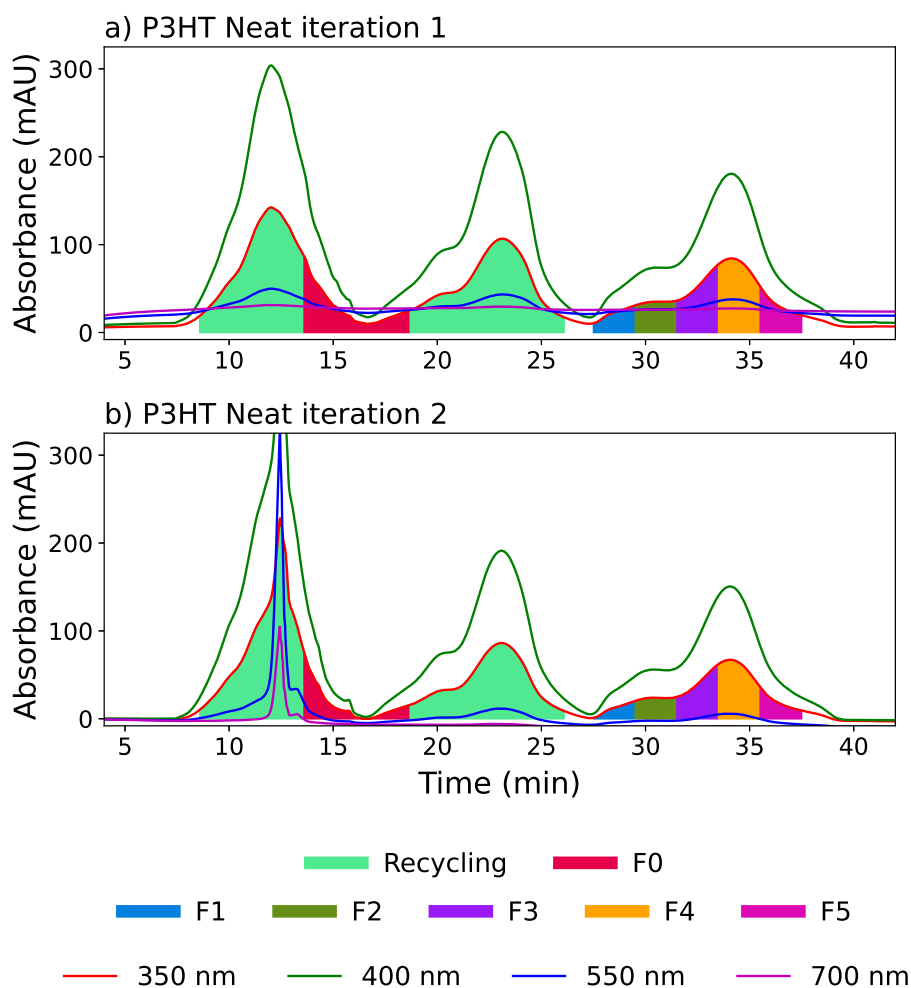 a) P3HT Neat iteration 1
Absorbance (mAU)
300
200
100
0
5 10 15 20 25 30 35 40
b) P3HT Neat iteration 2
Absorbance (mAU)
300
200
100
0
5 10 15 20 25 30 35 40
Time (min)
Recycling F0
F1 F2 F3 F4 F5
350 nm 400 nm 550 nm 700 nm